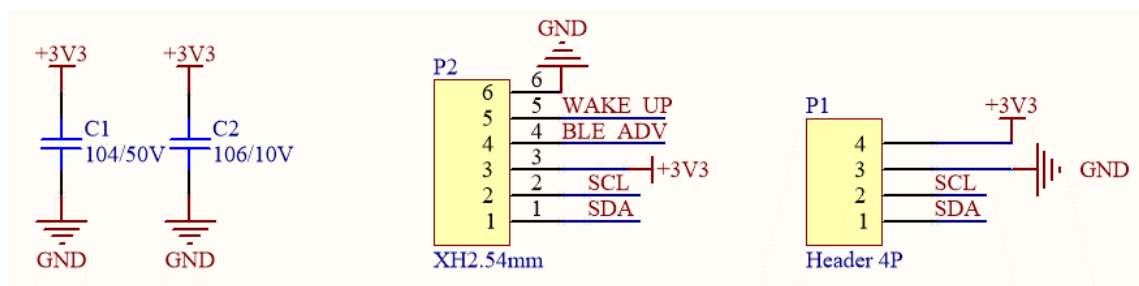 +3V3
C1
104/50V
GND
+3V3
C2
106/10V
GND
P2
GND
6 6
5 5 WAKE_UP
4 4 BLE_ADV
3 3 +3V3
2 2 SCL
1 1 SDA
XH2.54mm
P1
4 +3V3
3 GND
2 SCL
1 SDA
Header 4P